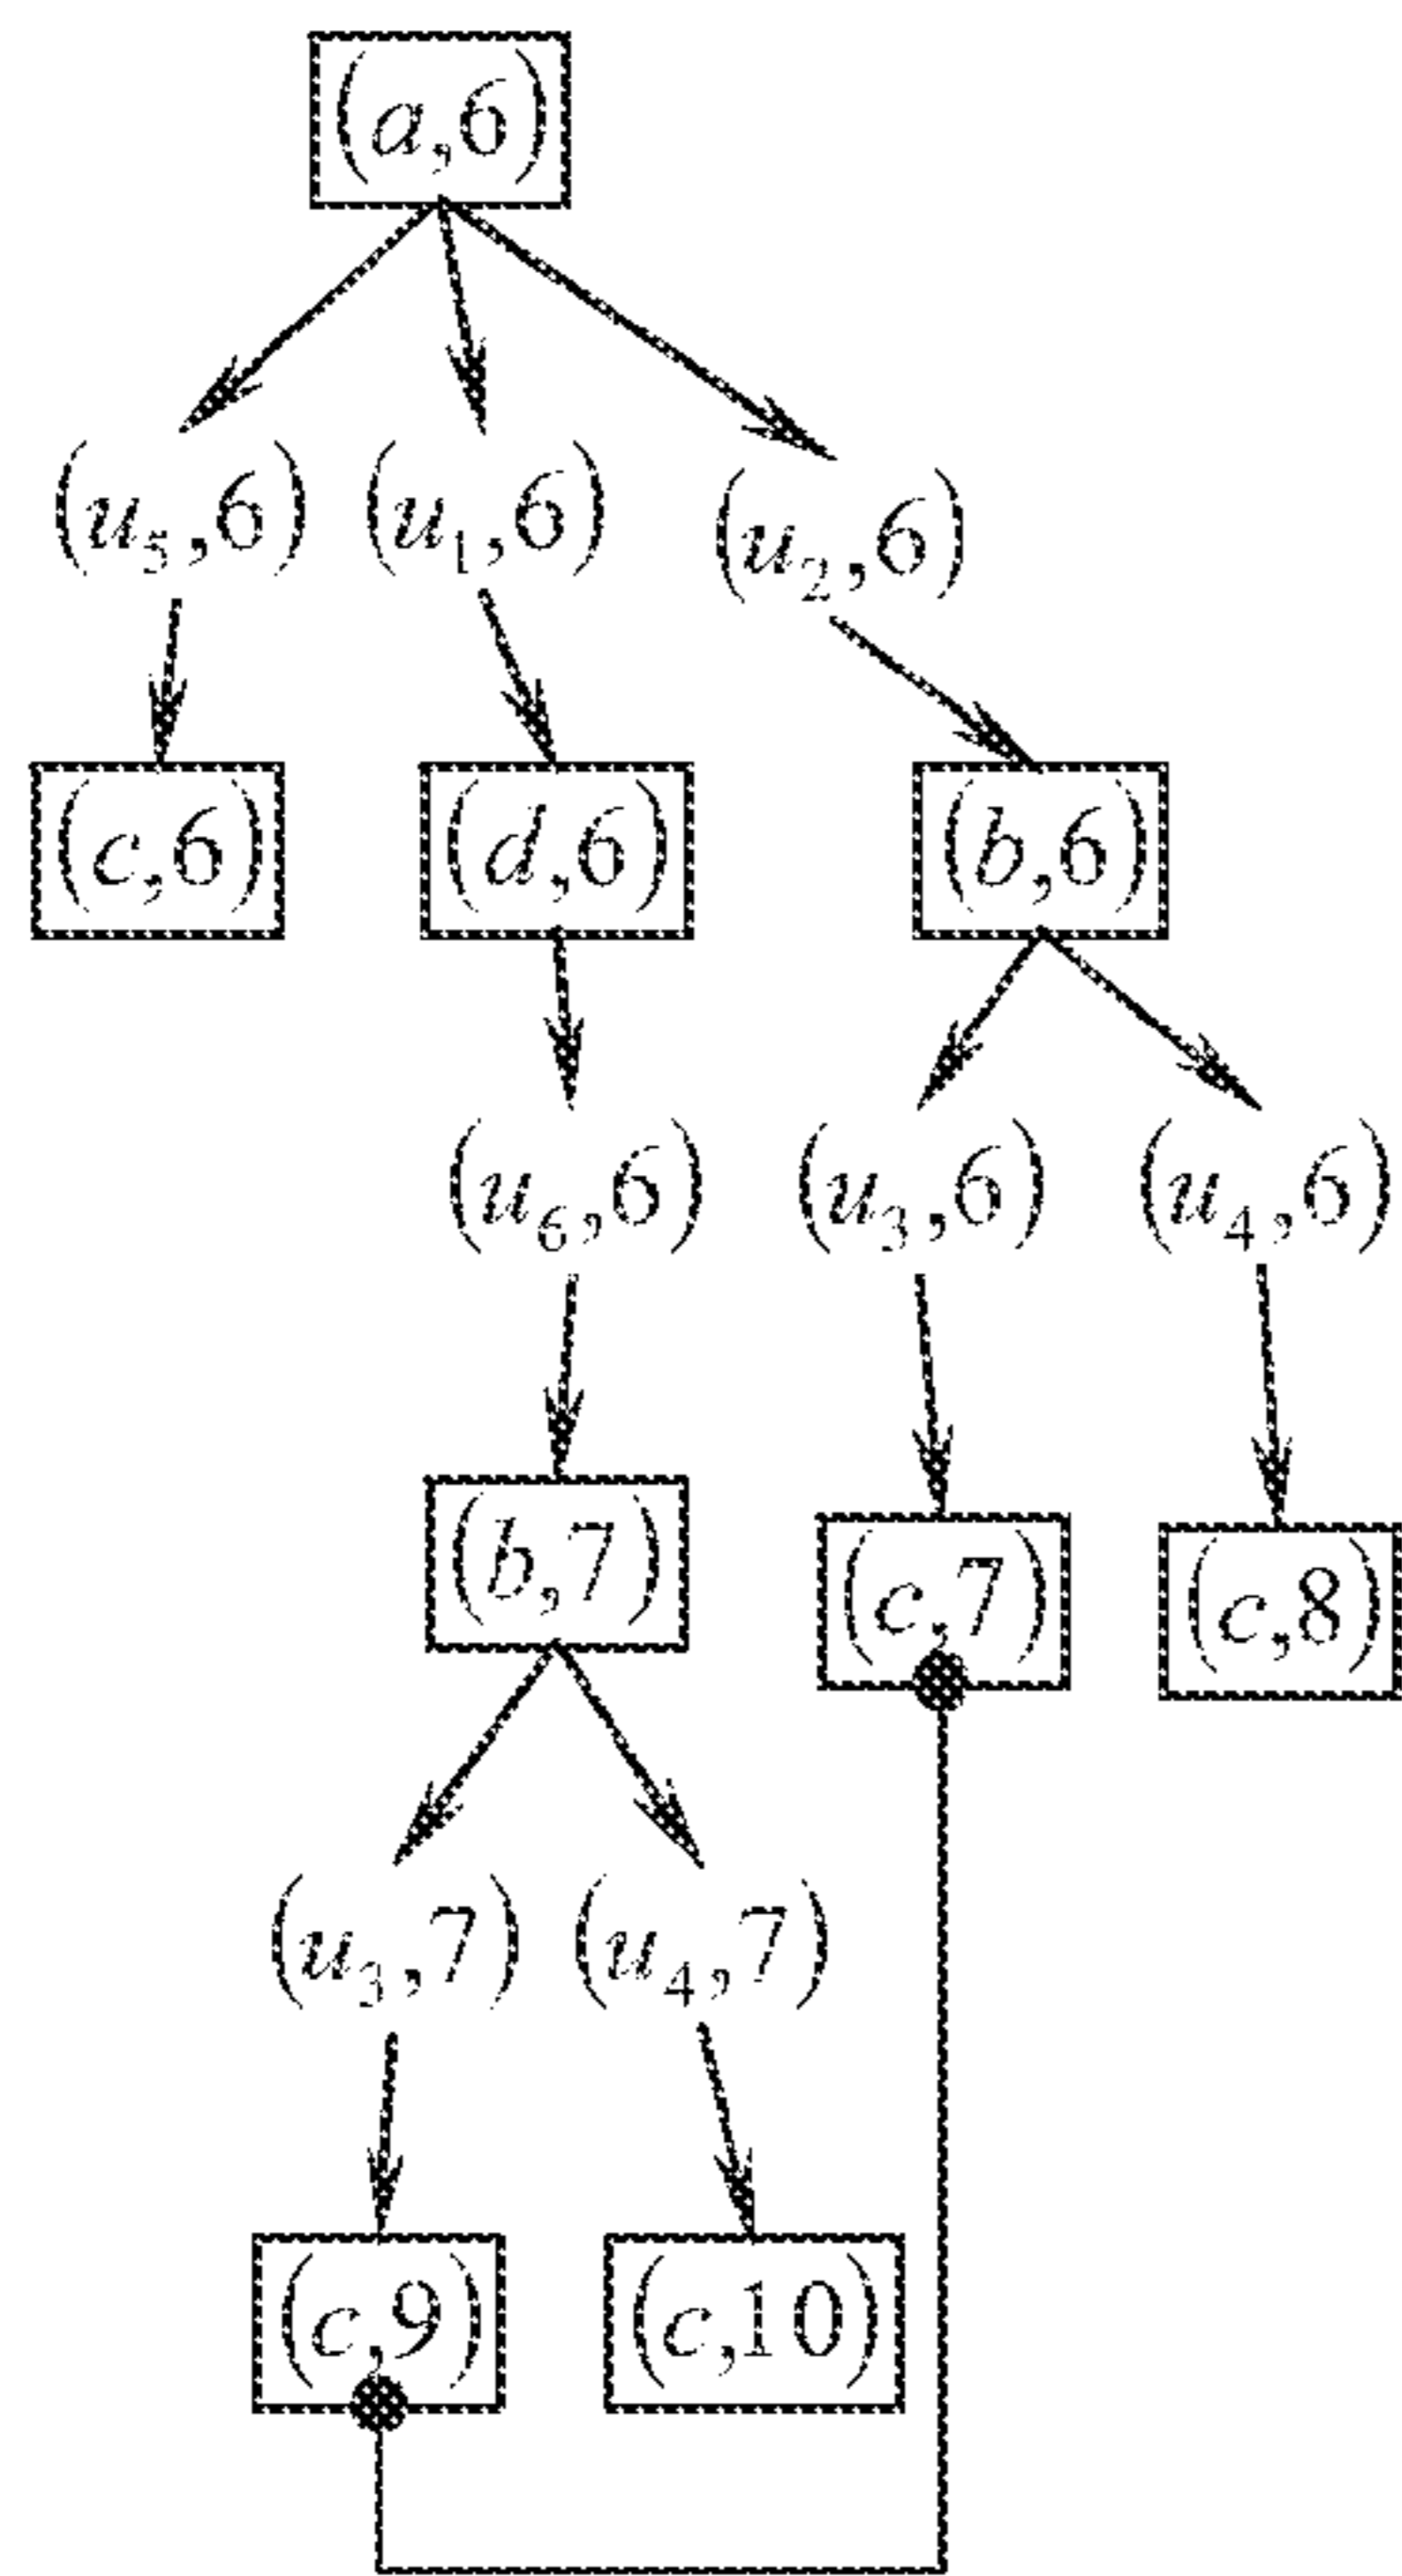 (a,6)
(u₅,6) (u₁,6) (u₂,6)
(c,6) (d,6) (b,6)
(u₆,6) (u₃,6) (u₄,6)
(b,7) (c,7) (c,8)
(u₃,7) (u₄,7)
(c,9) (c,10)